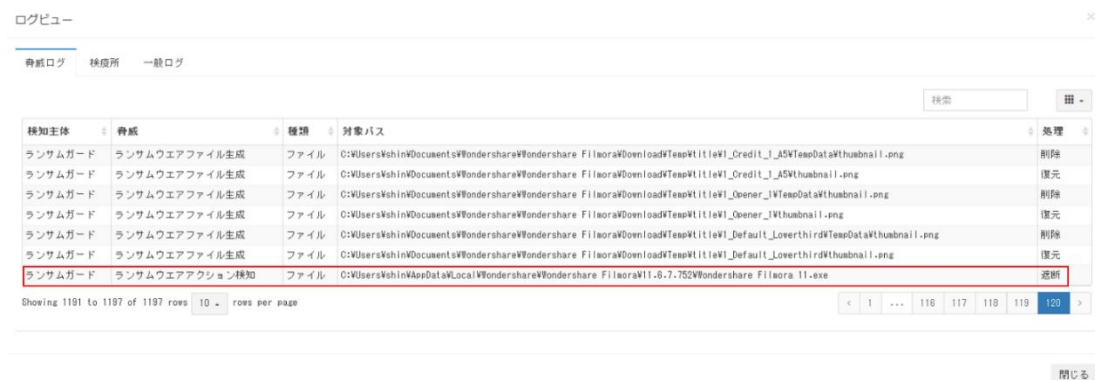 ログビュー
×
脅威ログ 検疫所 一般ログ
検索
検知主体 脅威 種類 対象パス 処理
ランサムガード ランサムウエアファイル生成 ファイル C:¥Users¥shin¥Documents¥Wondershare¥Wondershare Filmora¥Download¥Temp¥title¥1_Credit_1_A5¥TempData¥thumbnail.png 削除
ランサムガード ランサムウエアファイル生成 ファイル C:¥Users¥shin¥Documents¥Wondershare¥Wondershare Filmora¥Download¥Temp¥title¥1_Credit_1_A5¥thumbnail.png 復元
ランサムガード ランサムウエアファイル生成 ファイル C:¥Users¥shin¥Documents¥Wondershare¥Wondershare Filmora¥Download¥Temp¥title¥1_Opener_1¥TempData¥thumbnail.png 削除
ランサムガード ランサムウエアファイル生成 ファイル C:¥Users¥shin¥Documents¥Wondershare¥Wondershare Filmora¥Download¥Temp¥title¥1_Opener_1¥thumbnail.png 復元
ランサムガード ランサムウエアファイル生成 ファイル C:¥Users¥shin¥Documents¥Wondershare¥Wondershare Filmora¥Download¥Temp¥title¥1_Default_Lowerthird¥TempData¥thumbnail.png 削除
ランサムガード ランサムウエアファイル生成 ファイル C:¥Users¥shin¥Documents¥Wondershare¥Wondershare Filmora¥Download¥Temp¥title¥1_Default_Lowerthird¥thumbnail.png 復元
ランサムガード ランサムウエアアクション検知 ファイル C:¥Users¥shin¥AppData¥Local¥Wondershare¥Wondershare Filmora¥11.6.7.752¥Wondershare Filmora 11.exe 遮断
Showing 1191 to 1197 of 1197 rows 10 rows per page < 1 ... 116 117 118 119 120 >
閉じる